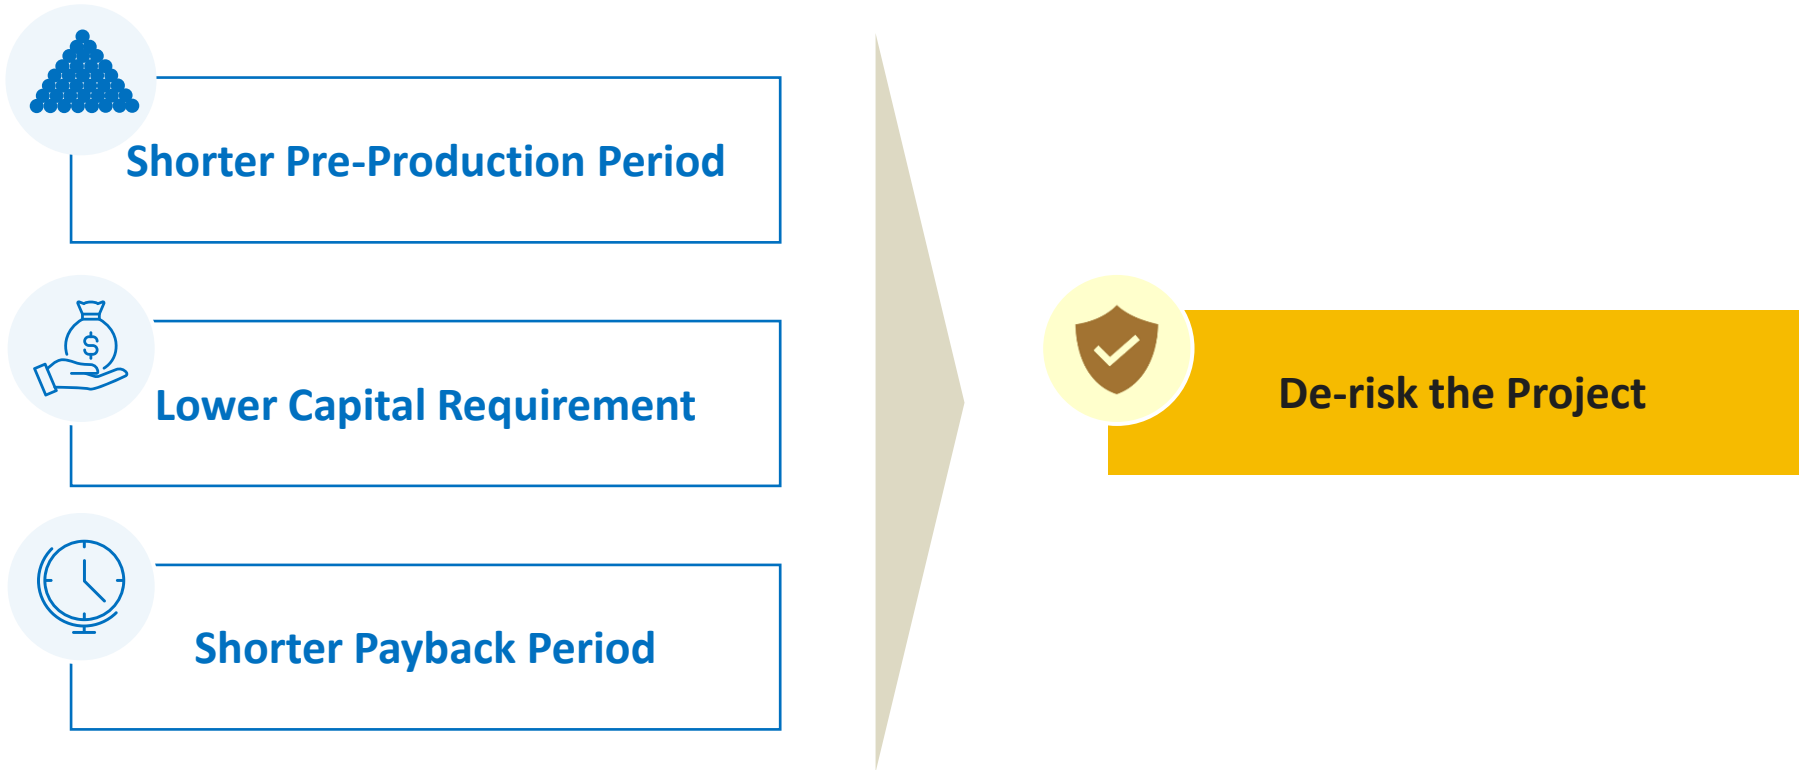 Shorter Pre-Production Period
$
Lower Capital Requirement
De-risk the Project
Shorter Payback Period